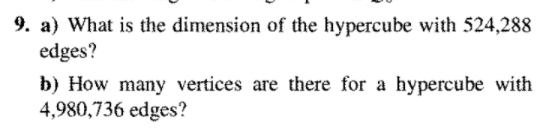 9. a) What is the dimension of the hypercube with 524,288
edges?
b) How many vertices are there for a hypercube with
4,980,736 edges?